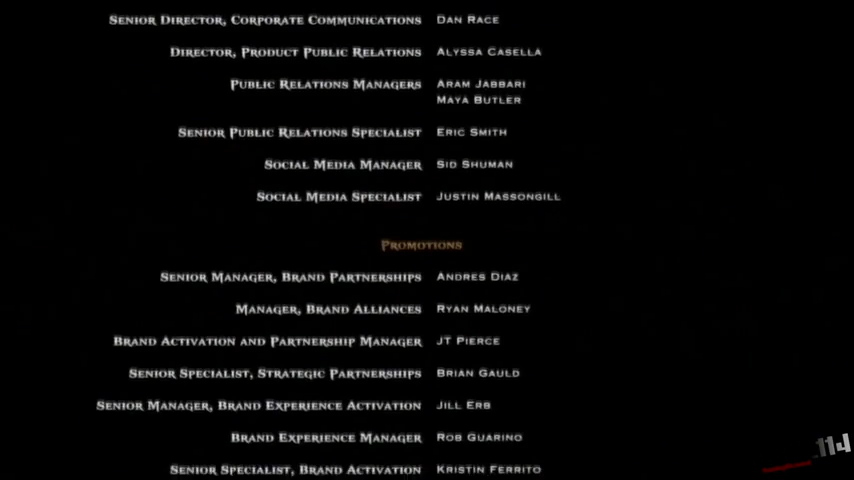 Senior Director, Corporate Communications Dan Race
Director, Product Public Relations Alyssa Casella
Public Relations Managers Aram Jabbari
Maya Butler
Senior Public Relations Specialist Eric Smith
Social Media Manager Sid Shuman
Social Media Specialist Justin Massongill
Promotions
Senior Manager, Brand Partnerships Andres Diaz
Manager, Brand Alliances Ryan Maloney
Brand Activation and Partnership Manager JT Pierce
Senior Specialist, Strategic Partnerships Brian Gauld
Senior Manager, Brand Experience Activation Jill Erb
Brand Experience Manager Rob Guarino
Senior Specialist, Brand Activation Kristin Ferrito